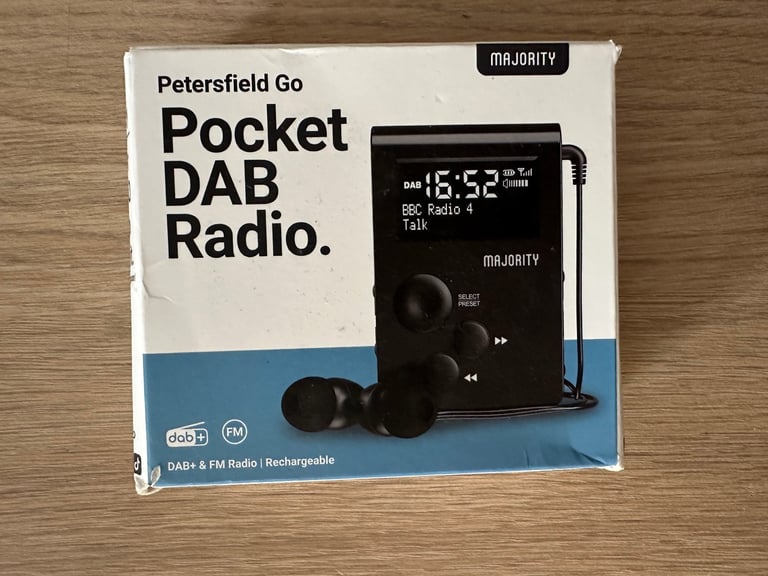 MAJORITY
Petersfield Go
Pocket
DAB
Radio.
DAB 16:52
BBC Radio 4
Talk
MAJORITY
SELECT
PRESET
dab+
FM
DAB+ & FM Radio | Rechargeable